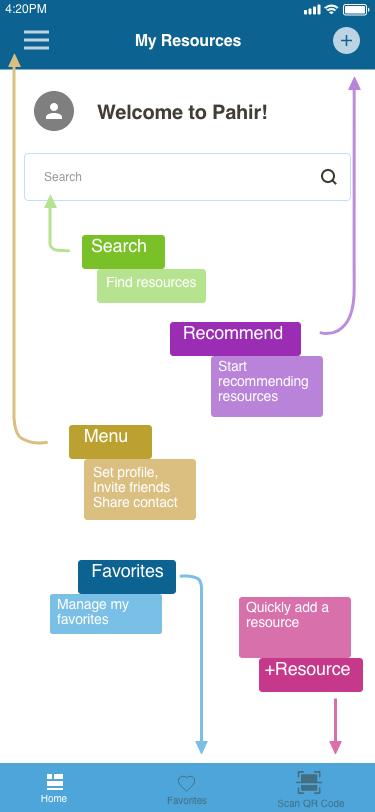 4:20PM
My Resources
Welcome to Pahir!
Search
Search
Find resources
Recommend
Start
recommending
resources
Menu
Set profile,
Invite friends
Share contact
Favorites
Manage my
favorites
Quickly add a
resource
+Resource
Home
Favorites
Scan QR Code